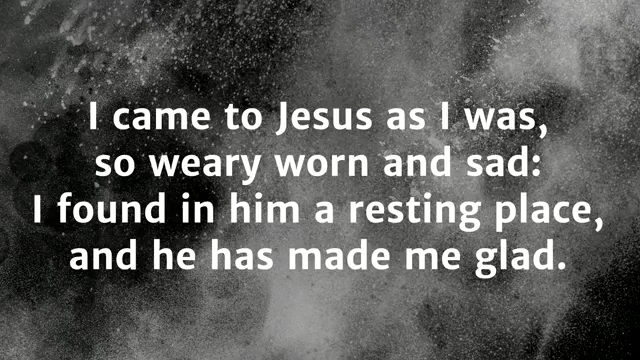 I came to Jesus as I was,
so weary worn and sad:
I found in him a resting place,
and he has made me glad.